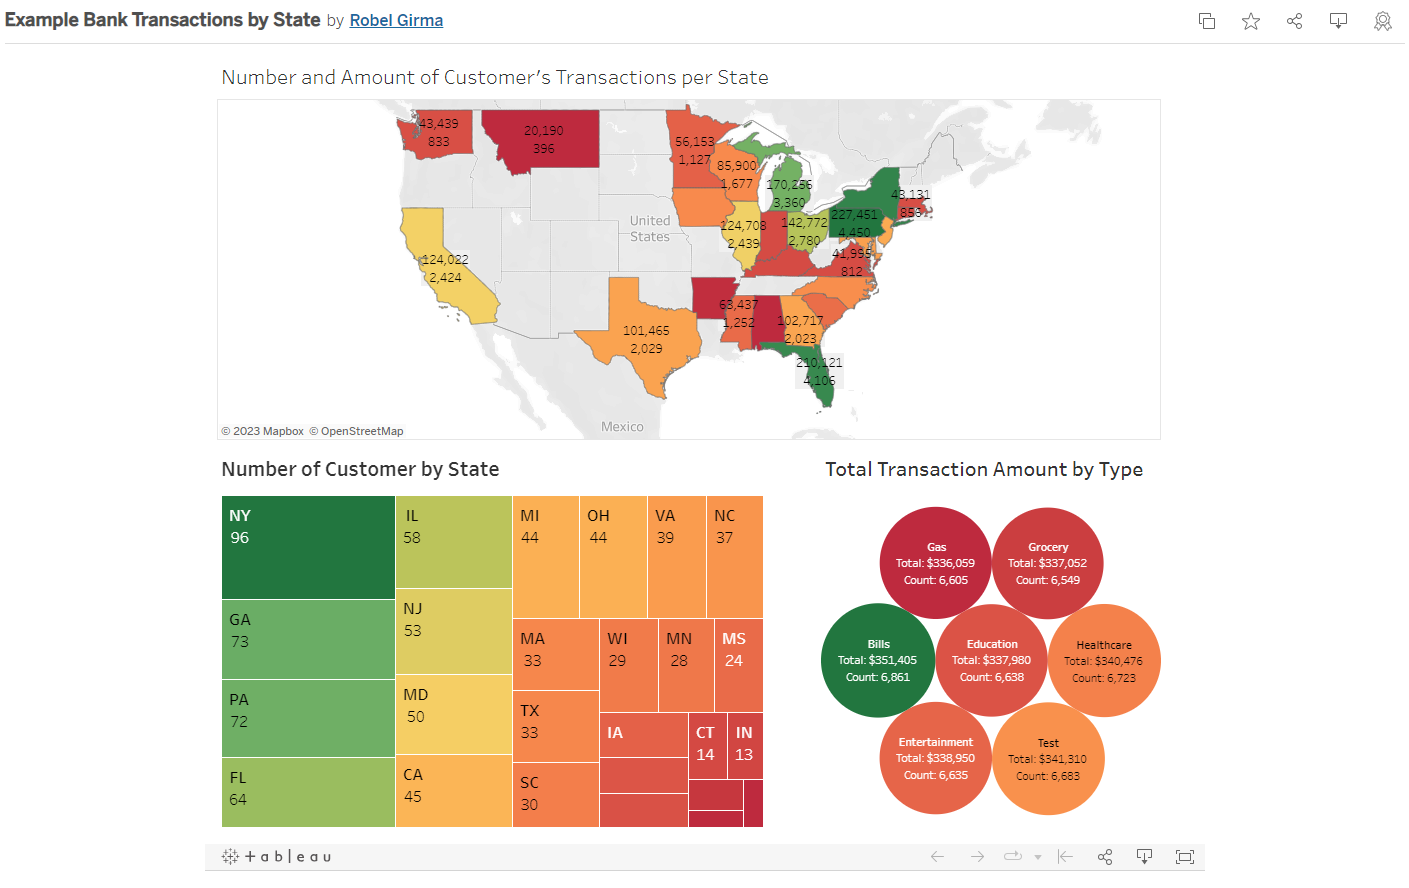 Example Bank Transactions by State by Robel Girma
Number and Amount of Customer's Transactions per State
43,439
833
20,190
396
56,153
1,127
85,900
1,677
170,256
3,360
43,131
853
227,451
4,450
124,708
2,439
142,772
2,780
41,995
812
United
States
124,022
2,424
63,437
1,252
102,717
2,023
101,465
2,029
210,121
4,106
Mexico
© 2023 Mapbox © OpenStreetMap
Number of Customer by State
NY
96
GA
73
PA
72
FL
64
IL
58
NJ
53
MD
50
CA
45
MI
44
OH
44
VA
39
NC
37
MA
33
TX
33
SC
30
WI
29
MN
28
MS
24
IA
CT
14
IN
13
Total Transaction Amount by Type
Gas
Total: $336,059
Count: 6,605
Grocery
Total: $337,052
Count: 6,549
Bills
Total: $351,405
Count: 6,861
Education
Total: $337,980
Count: 6,638
Healthcare
Total: $340,476
Count: 6,723
Entertainment
Total: $338,950
Count: 6,635
Test
Total: $341,310
Count: 6,683
+ableau